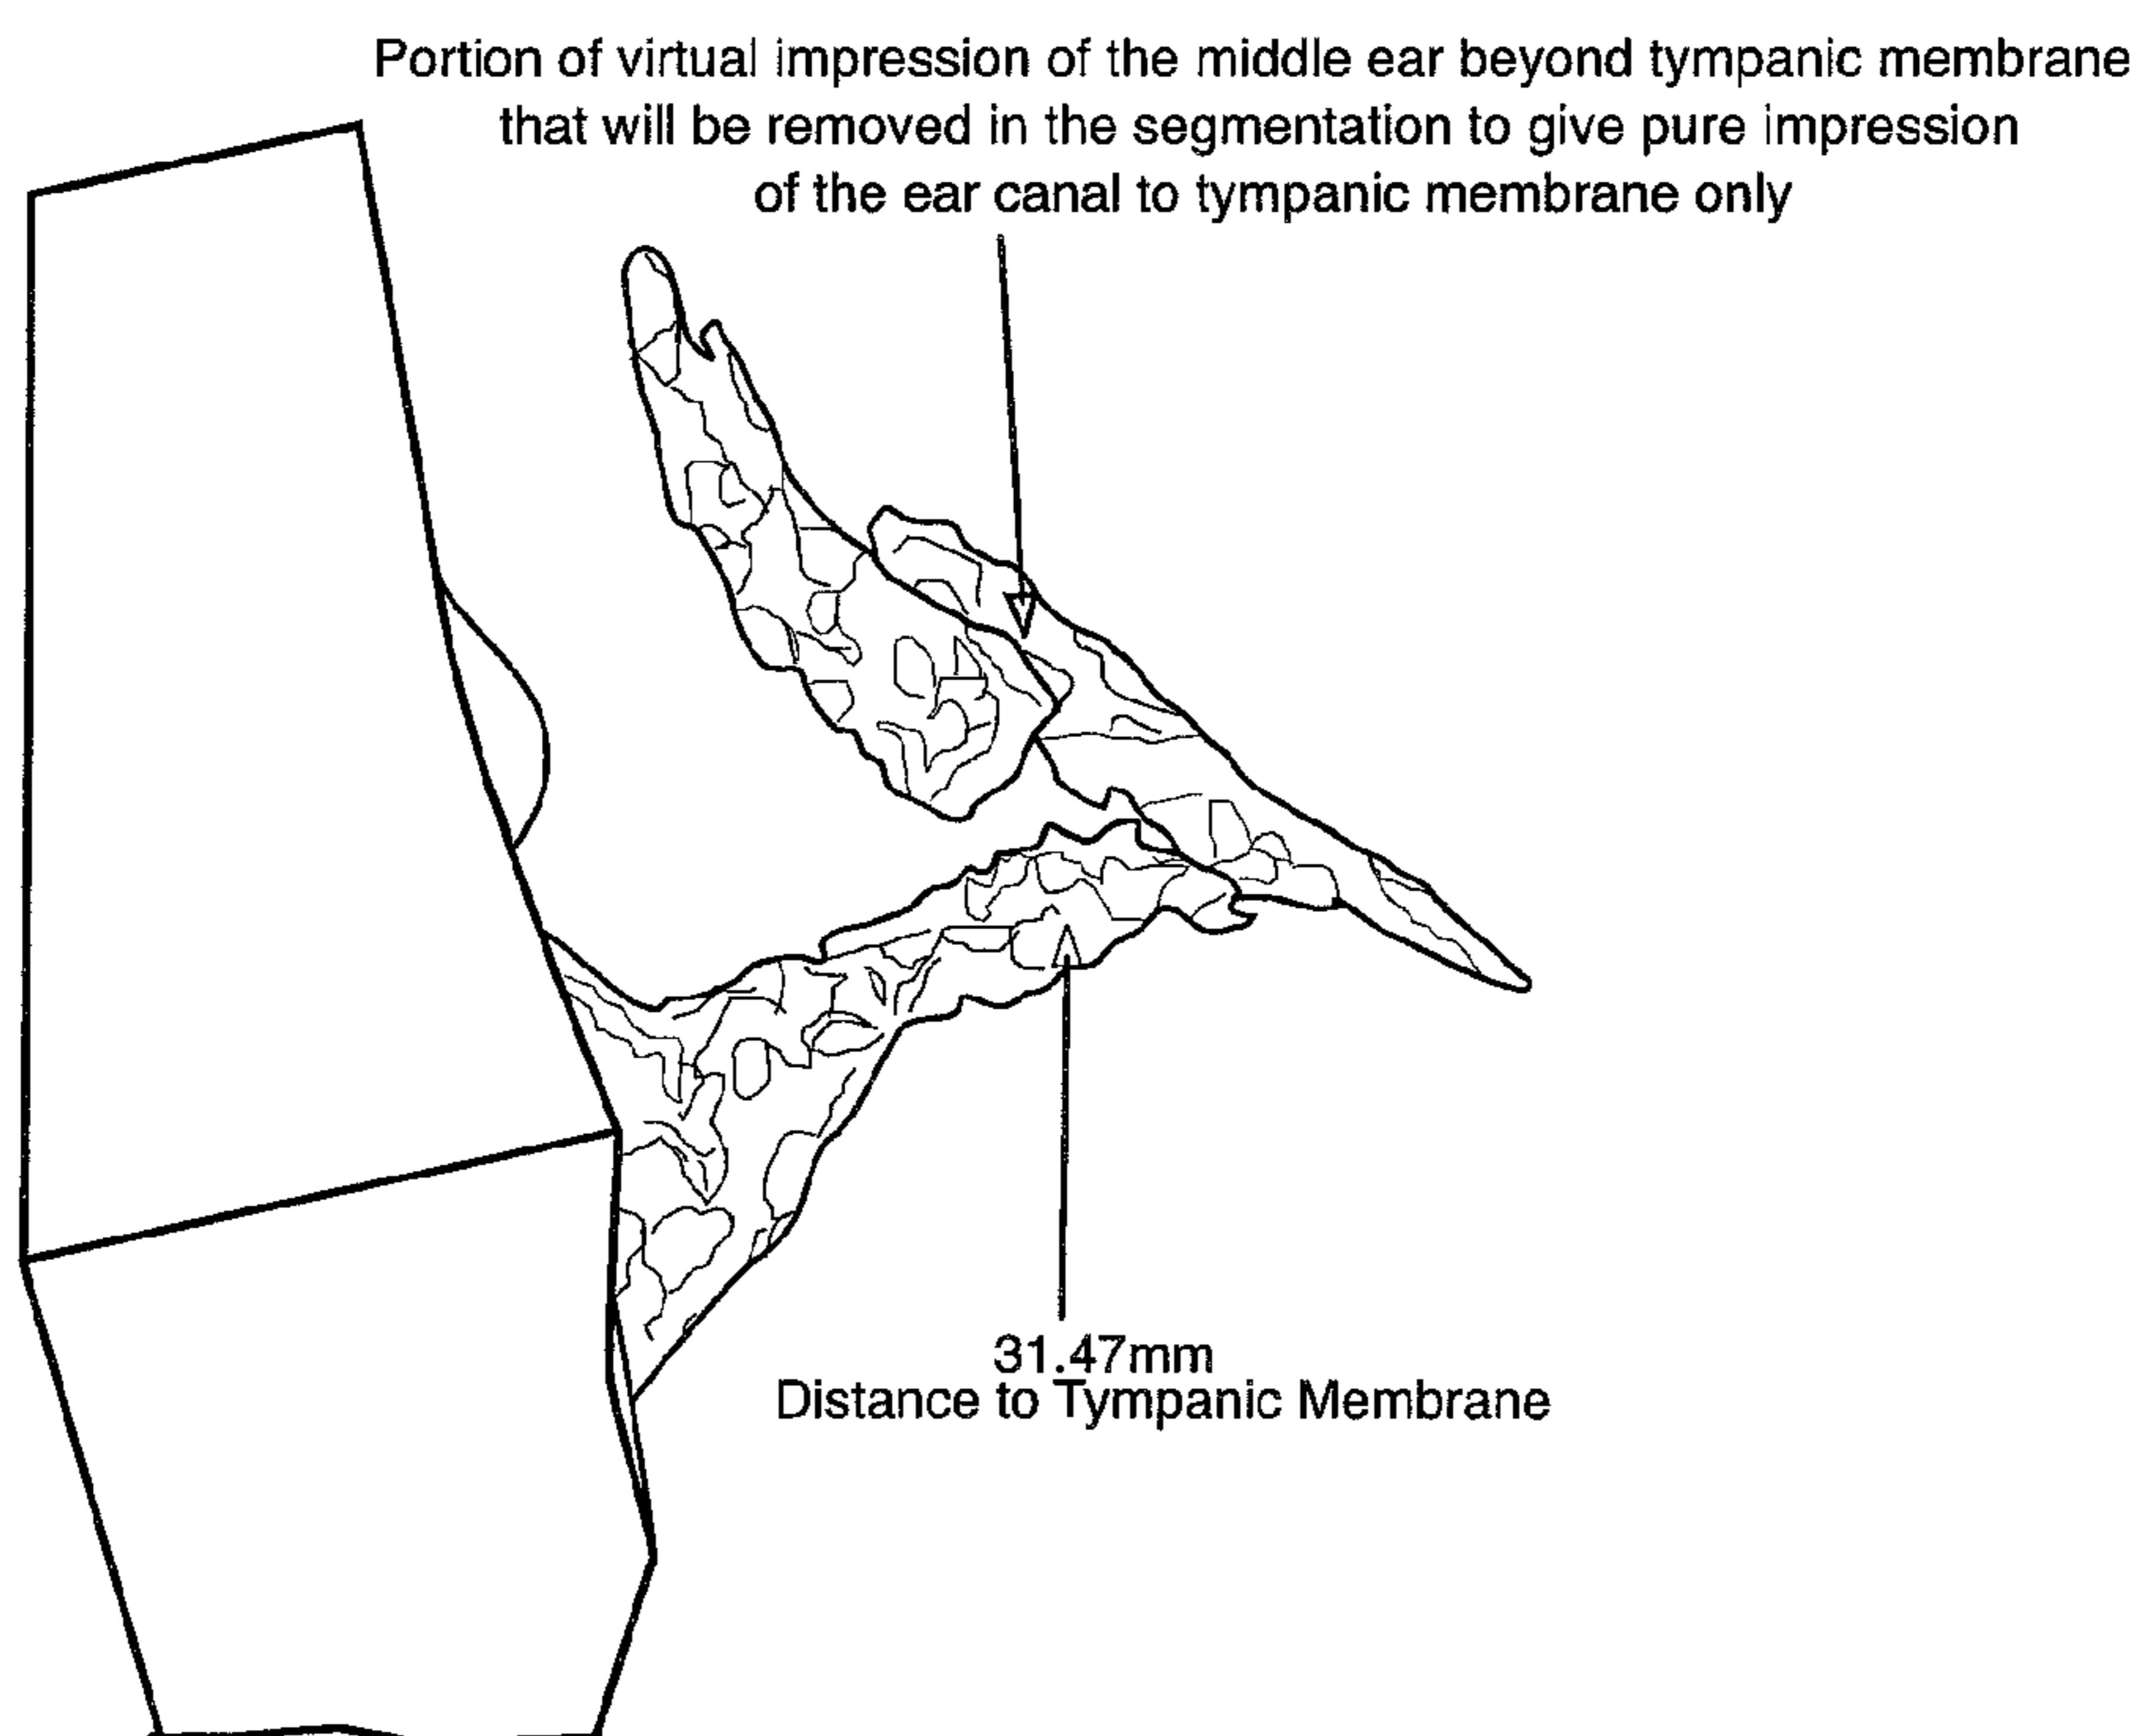 Portion of virtual impression of the middle ear beyond tympanic membrane
that will be removed in the segmentation to give pure impression
of the ear canal to tympanic membrane only
31.47mm
Distance to Tympanic Membrane